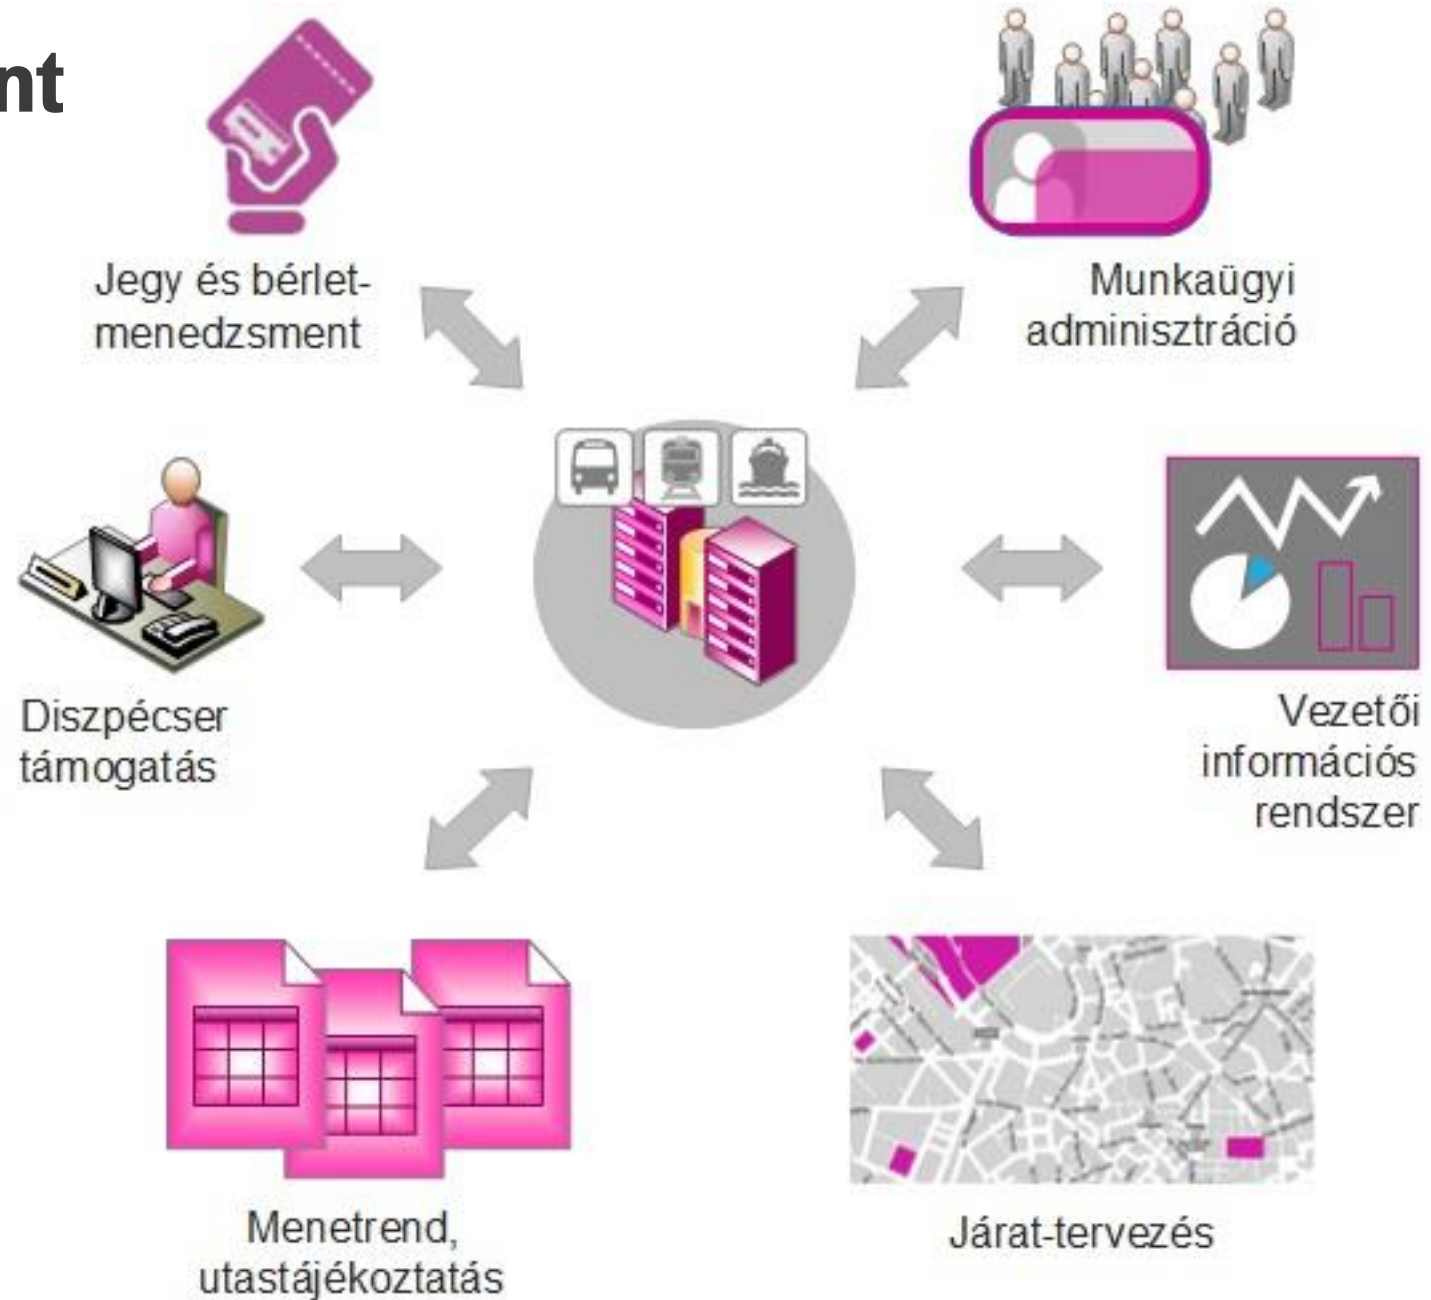 nt
Jegy és bérlet-
menedzsment
Munkaügyi
adminisztráció
Diszpécser
támogatás
Vezetői
információs
rendszer
Menetrend,
utastájékoztatás
Járat-tervezés